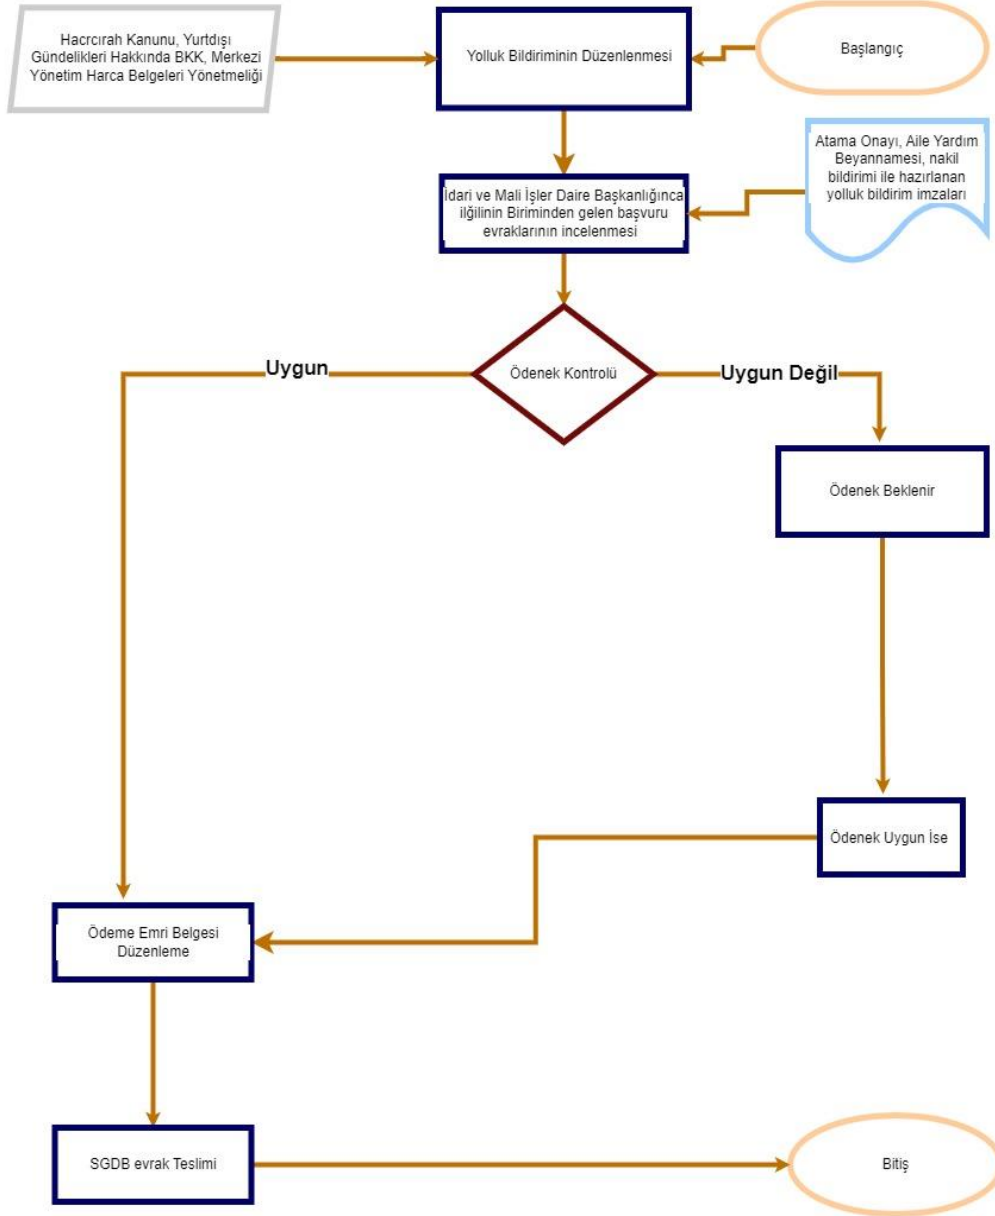 Hacrcırah Kanunu, Yurtdışı
Gündelikleri Hakkında BKK, Merkezi
Yönetim Harca Belgeleri Yönetmeliği
Yolluk Bildiriminin Düzenlenmesi
Başlangıç
Atama Onayı, Aile Yardım
Beyannamesi, nakil
bildirimi ile hazırlanan
yolluk bildirim imzaları
İdari ve Mali İşler Daire Başkanlığınca
ilğilinin Biriminden gelen başvuru
evraklarının incelenmesi
Ödenek Kontrolü
Uygun
Uygun Değil
Ödenek Beklenir
Ödenek Uygun İse
Ödeme Emri Belgesi
Düzenleme
SGDB evrak Teslimi
Bitiş